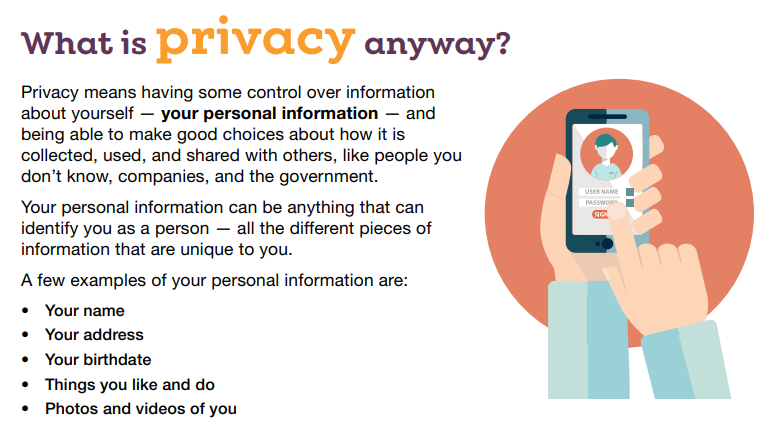 What is privacy anyway?
Privacy means having some control over information
about yourself — your personal information — and
being able to make good choices about how it is
collected, used, and shared with others, like people you
don’t know, companies, and the government.
Your personal information can be anything that can
identify you as a person — all the different pieces of
information that are unique to you.
A few examples of your personal information are:
• Your name
• Your address
• Your birthdate
• Things you like and do
• Photos and videos of you
USER NAME
PASSWORD
SIGN